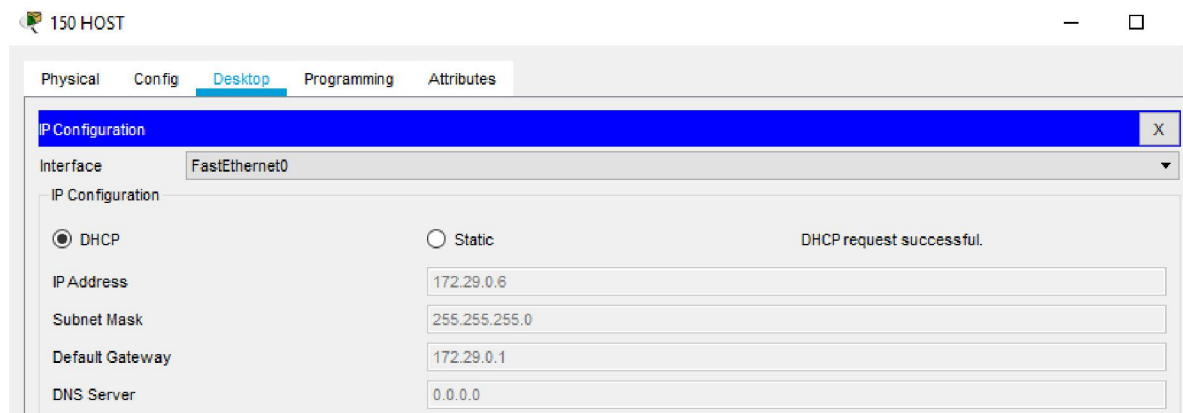 150 HOST
Physical Config Desktop Programming Attributes
IP Configuration X
Interface FastEthernet0
IP Configuration
DHCP Static DHCP request successful.
IP Address 172.29.0.6
Subnet Mask 255.255.255.0
Default Gateway 172.29.0.1
DNS Server 0.0.0.0